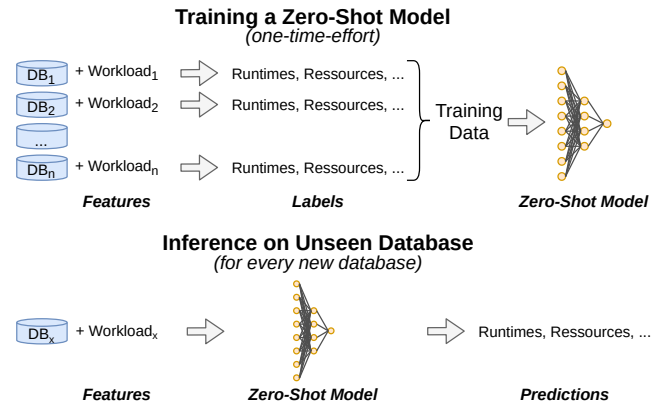 Training a Zero-Shot Model
(one-time-effort)
DB1 + Workload1 Runtimes, Ressources, ...
DB2 + Workload2 Runtimes, Ressources, ...
...
DBn + Workloadn Runtimes, Ressources, ...
Training
Data
Features Labels Zero-Shot Model
Inference on Unseen Database
(for every new database)
DBx + Workloadx Runtimes, Ressources, ...
Features Zero-Shot Model Predictions